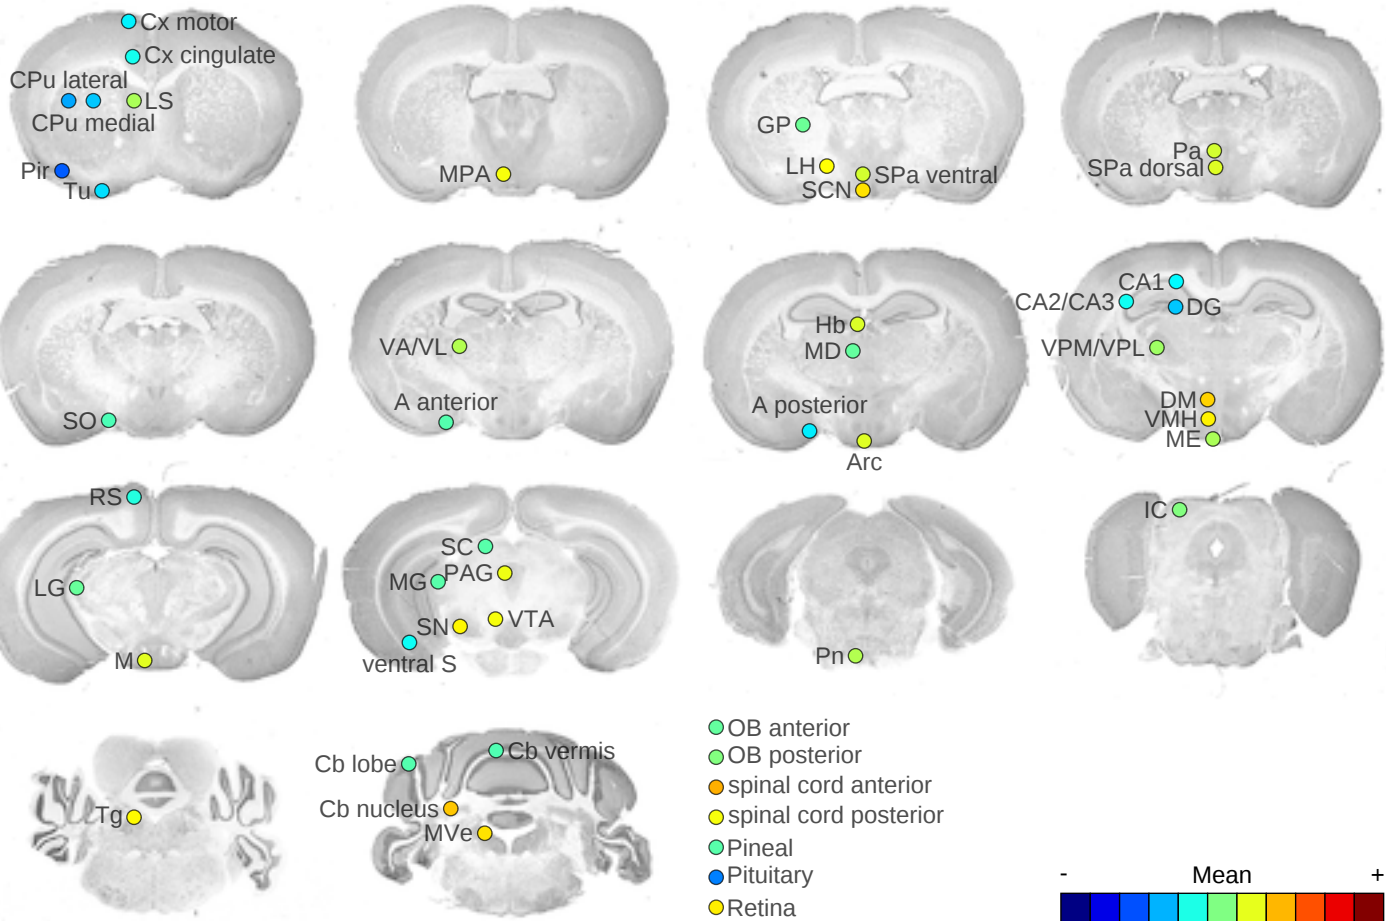 Cx motor
Cx cingulate
CPu lateral
LS
CPu medial
Pir
Tu
MPA
GP
LH
SPa ventral
SCN
Pa
SPa dorsal
SO
VA/VL
A anterior
Hb
MD
A posterior
Arc
CA1
CA2/CA3
DG
VPM/VPL
DM
VMH
ME
RS
LG
M
SC
PAG
MG
VTA
SN
ventral S
Pn
IC
Tg
Cb vermis
Cb lobe
Cb nucleus
MVe
OB anterior
OB posterior
spinal cord anterior
spinal cord posterior
Pineal
Pituitary
Retina
- Mean +